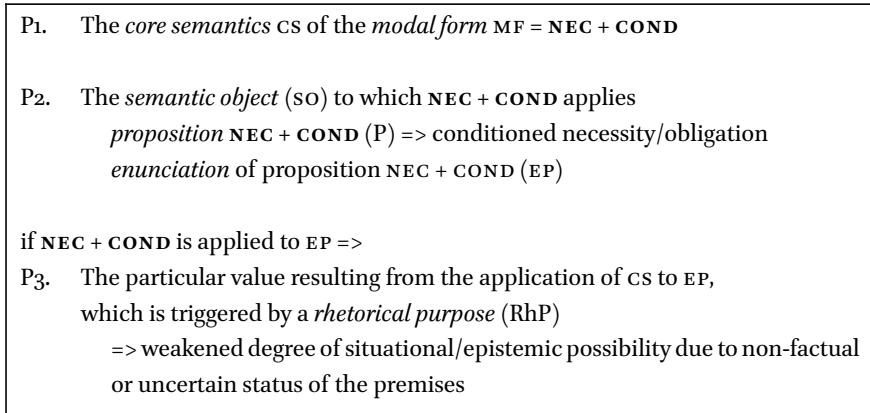 P1. The core semantics CS of the modal form MF = NEC + COND
P2. The semantic object (SO) to which NEC + COND applies
proposition NEC + COND (P) => conditioned necessity/obligation
enunciation of proposition NEC + COND (EP)
if NEC + COND is applied to EP =>
P3. The particular value resulting from the application of CS to EP,
which is triggered by a rhetorical purpose (RhP)
=> weakened degree of situational/epistemic possibility due to non-factual
or uncertain status of the premises